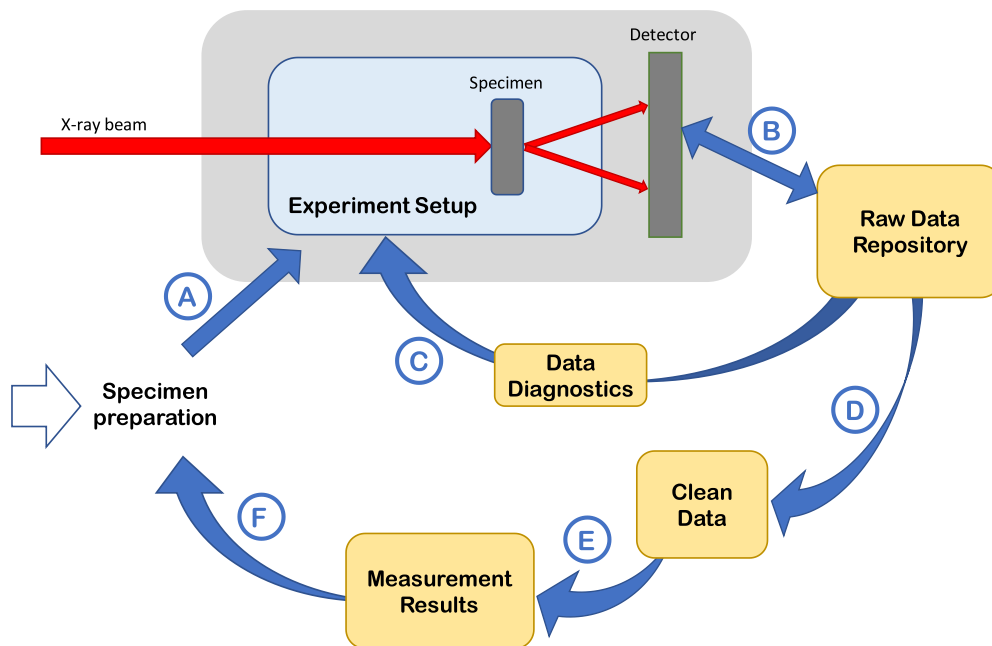 Detector
Specimen
X-ray beam
B
Experiment Setup
Raw Data
Repository
A
C
Data
Diagnostics
Specimen
preparation
D
Clean
Data
F
E
Measurement
Results